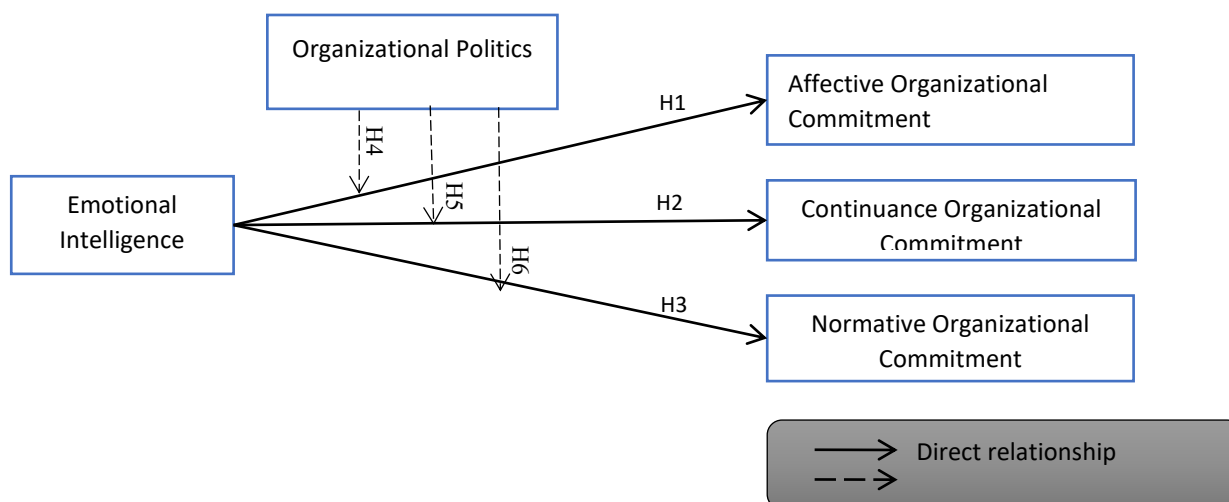 Organizational Politics
Affective Organizational
Commitment
H1
H4
Emotional
Intelligence
H5
H2
Continuance Organizational
Commitment
H6
H3
Normative Organizational
Commitment
Direct relationship